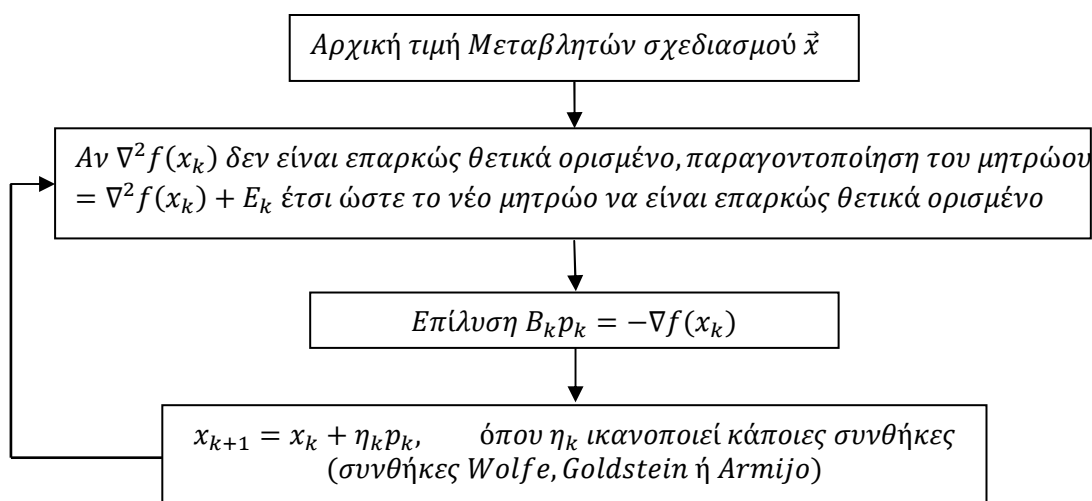 Αρχική τιμή Μεταβλητών σχεδιασμού x⃗
Αν ∇²f(x_k) δεν είναι επαρκώς θετικά ορισμένο, παραγοντοποίηση του μητρώου
= ∇²f(x_k) + E_k έτσι ώστε το νέο μητρώο να είναι επαρκώς θετικά ορισμένο
Επίλυση B_k p_k = −∇f(x_k)
x_{k+1} = x_k + η_k p_k, όπου η_k ικανοποιεί κάποιες συνθήκες
(συνθήκες Wolfe, Goldstein ή Armijo)